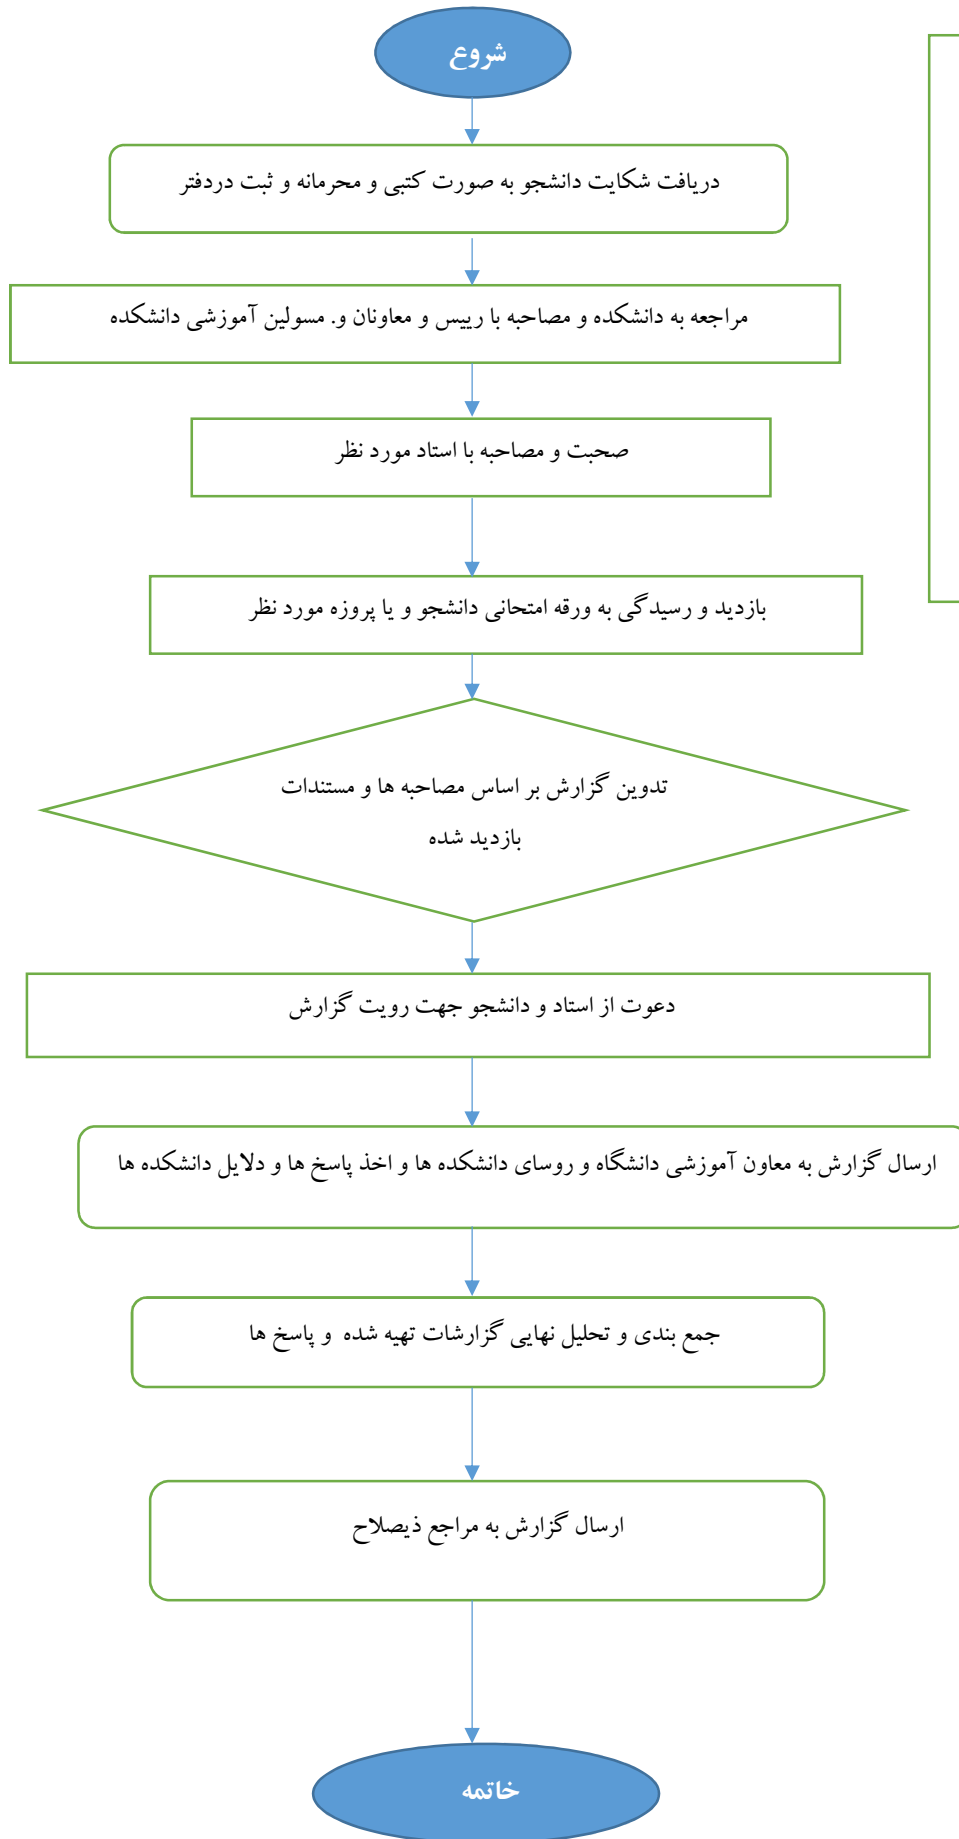 شروع
دریافت شکایت دانشجو به صورت کتبی و محرمانه و ثبت دردفتر
مراجعه به دانشکده و مصاحبه با رییس و معاونان و. مسولین آموزشی دانشکده
صحبت و مصاحبه با استاد مورد نظر
بازدید و رسیدگی به ورقه امتحانی دانشجو و یا پروزه مورد نظر
تدوین گزارش بر اساس مصاحبه ها و مستندات
بازدید شده
دعوت از استاد و دانشجو جهت رویت گزارش
ارسال گزارش به معاون آموزشی دانشگاه و روسای دانشکده ها و اخذ پاسخ ها و دلایل دانشکده ها
جمع بندی و تحلیل نهایی گزارشات تهیه شده و پاسخ ها
ارسال گزارش به مراجع ذیصلاح
خاتمه